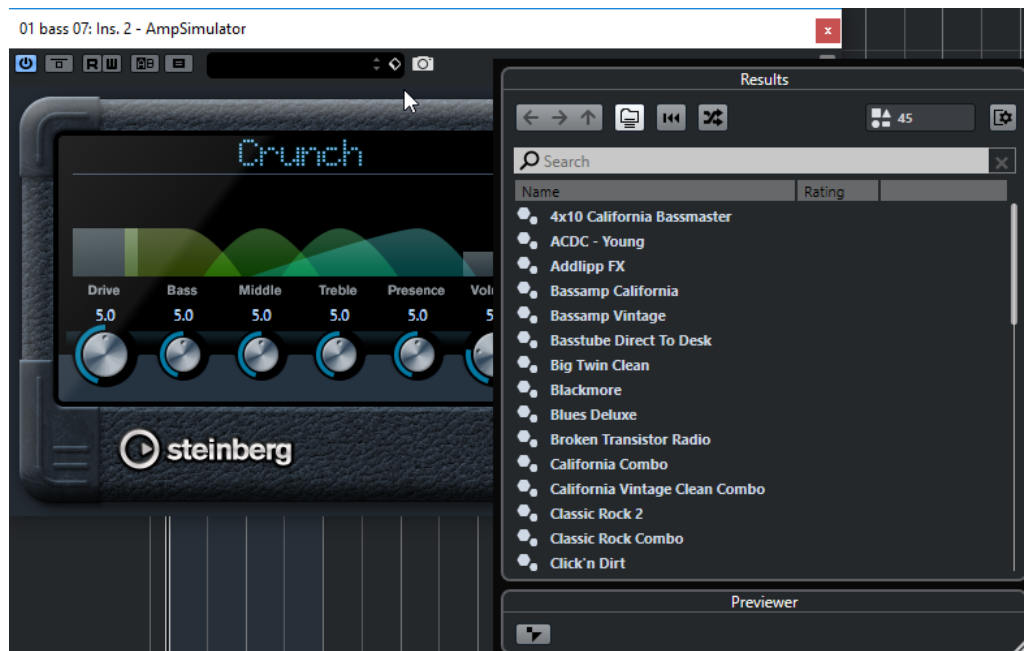 01 bass 07: Ins. 2 - AmpSimulator
x
R W AB
Results
45
Search
Name Rating
Crunch
Drive Bass Middle Treble Presence
5.0 5.0 5.0 5.0 5.0
steinberg
4x10 California Bassmaster
ACDC - Young
Addlipp FX
Bassamp California
Bassamp Vintage
Basstube Direct To Desk
Big Twin Clean
Blackmore
Blues Deluxe
Broken Transistor Radio
California Combo
California Vintage Clean Combo
Classic Rock 2
Classic Rock Combo
Click'n Dirt
Previewer